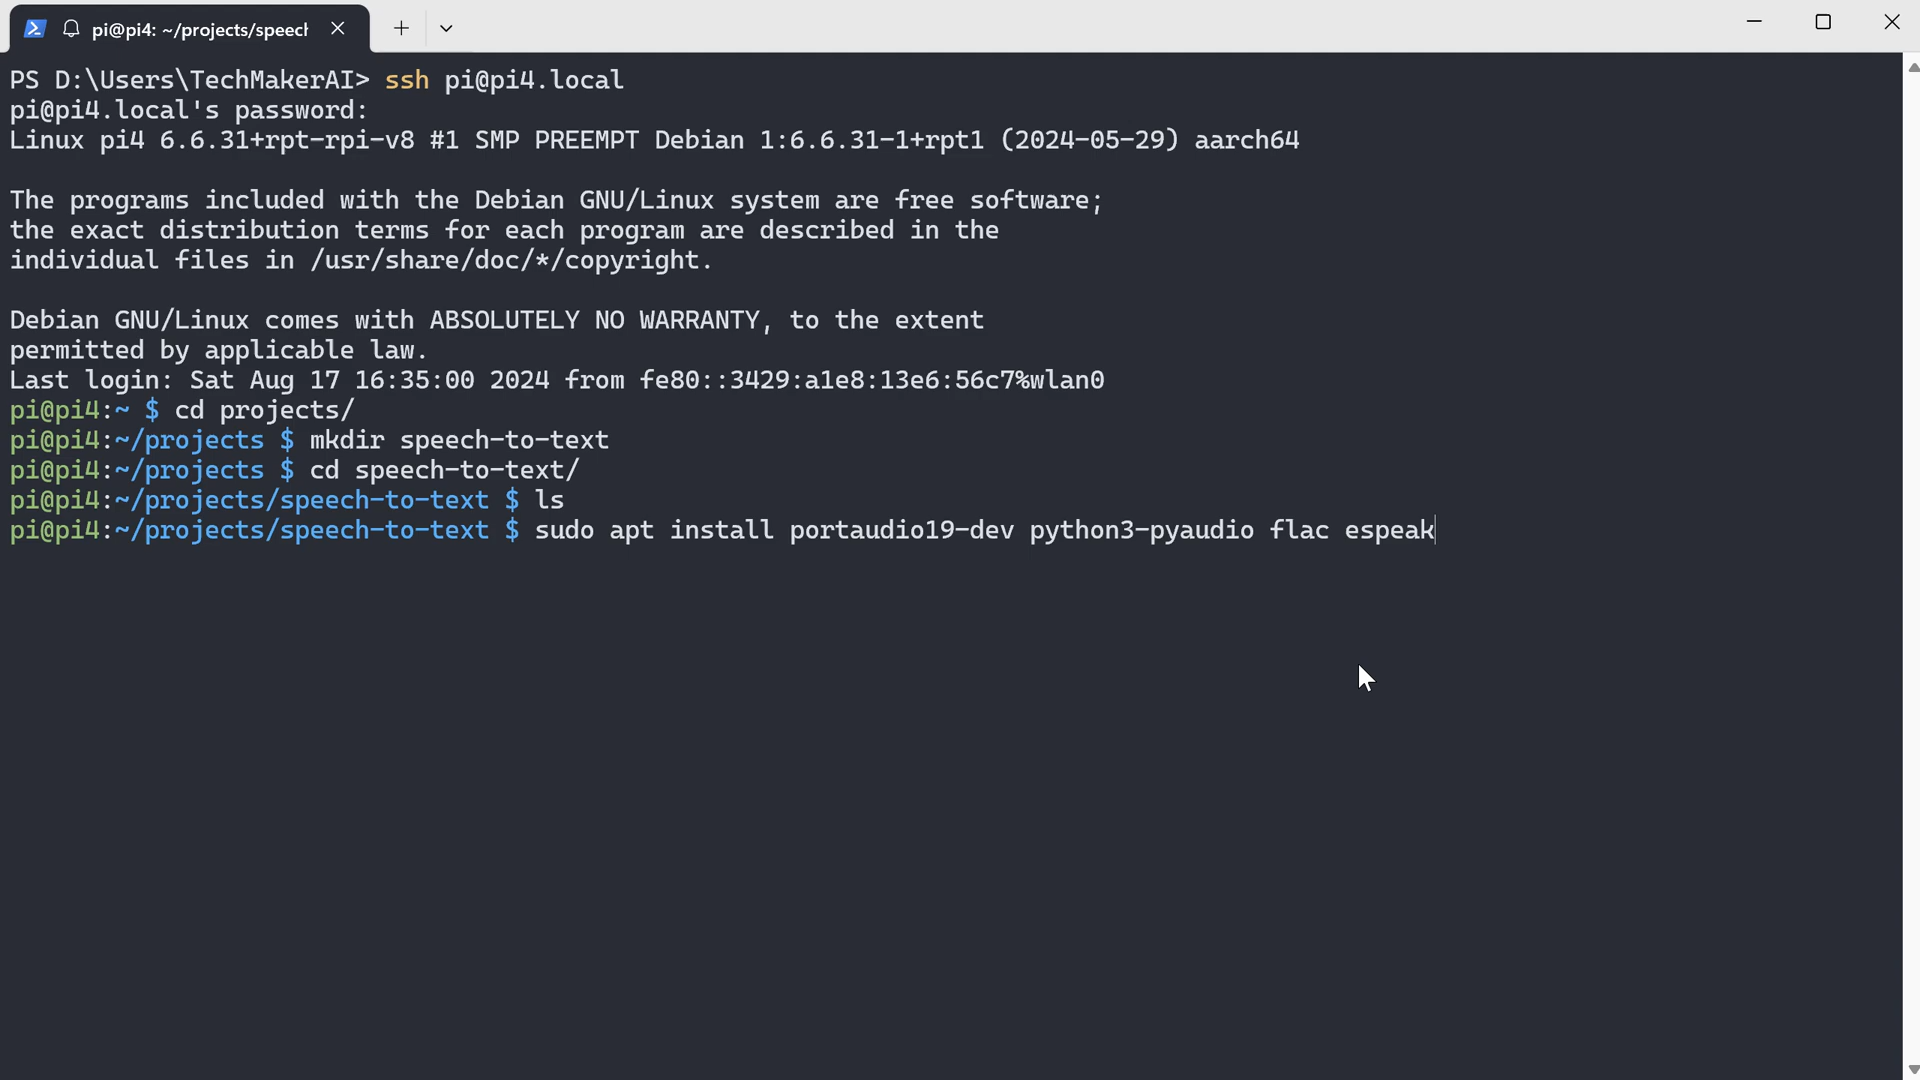 pi@pi4: ~/projects/speech
PS D:\Users\TechMakerAI> ssh pi@pi4.local
pi@pi4.local's password:
Linux pi4 6.6.31+rpt-rpi-v8 #1 SMP PREEMPT Debian 1:6.6.31-1+rpt1 (2024-05-29) aarch64
The programs included with the Debian GNU/Linux system are free software;
the exact distribution terms for each program are described in the
individual files in /usr/share/doc/*/copyright.
Debian GNU/Linux comes with ABSOLUTELY NO WARRANTY, to the extent
permitted by applicable law.
Last login: Sat Aug 17 16:35:00 2024 from fe80::3429:a1e8:13e6:56c7%wlan0
pi@pi4:~ $ cd projects/
pi@pi4:~/projects $ mkdir speech-to-text
pi@pi4:~/projects $ cd speech-to-text/
pi@pi4:~/projects/speech-to-text $ ls
pi@pi4:~/projects/speech-to-text $ sudo apt install portaudio19-dev python3-pyaudio flac espeak